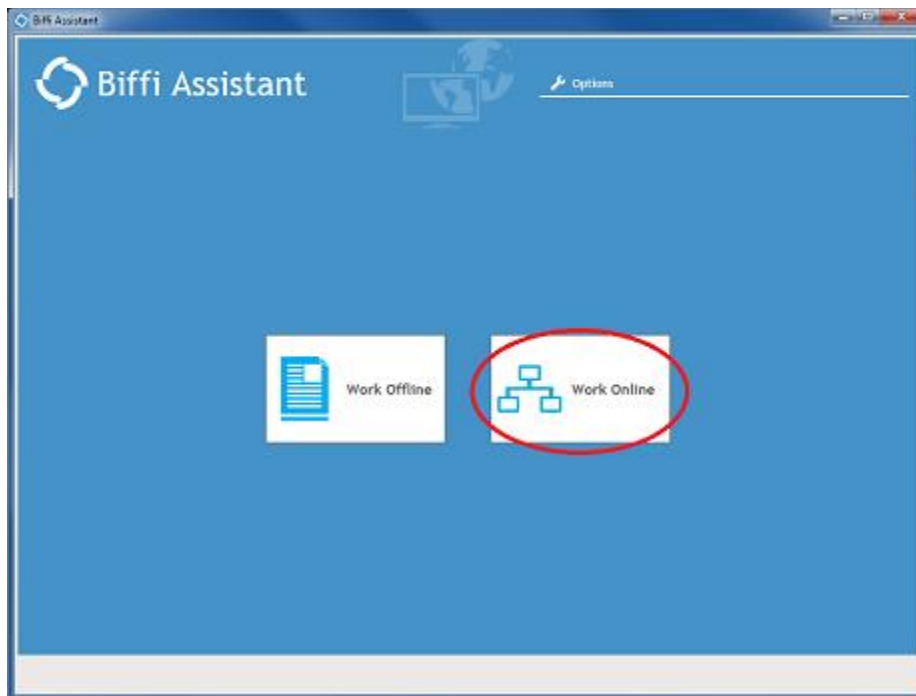 Biffi Assistant
Biffi Assistant
Options
Work Offline
Work Online